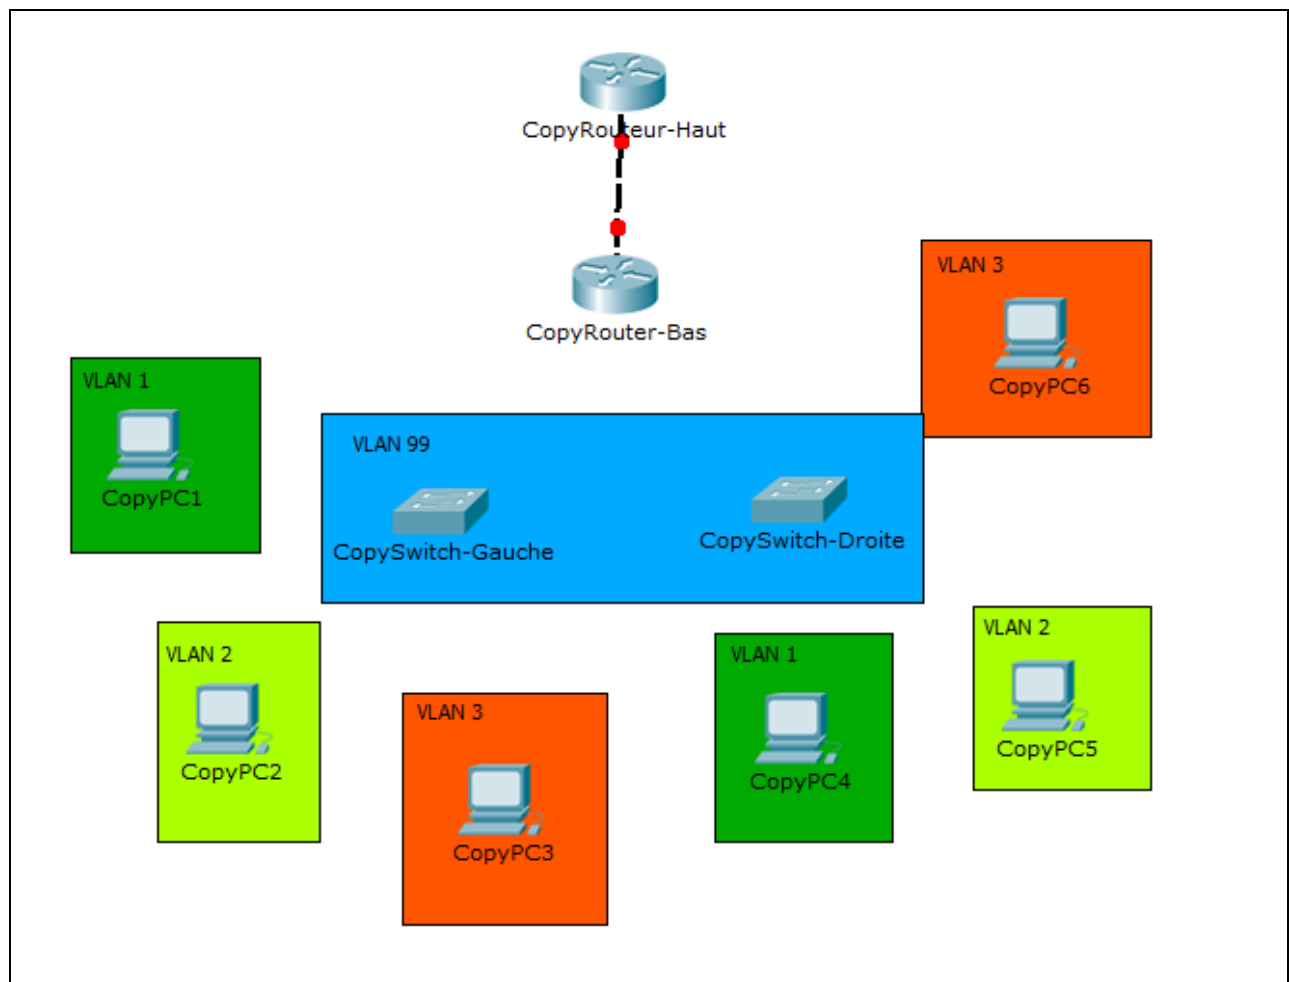 CopyRouteur-Haut
CopyRouter-Bas
VLAN 3
CopyPC6
VLAN 1
CopyPC1
VLAN 99
CopySwitch-Gauche
CopySwitch-Droite
VLAN 2
CopyPC2
VLAN 3
CopyPC3
VLAN 1
CopyPC4
VLAN 2
CopyPC5